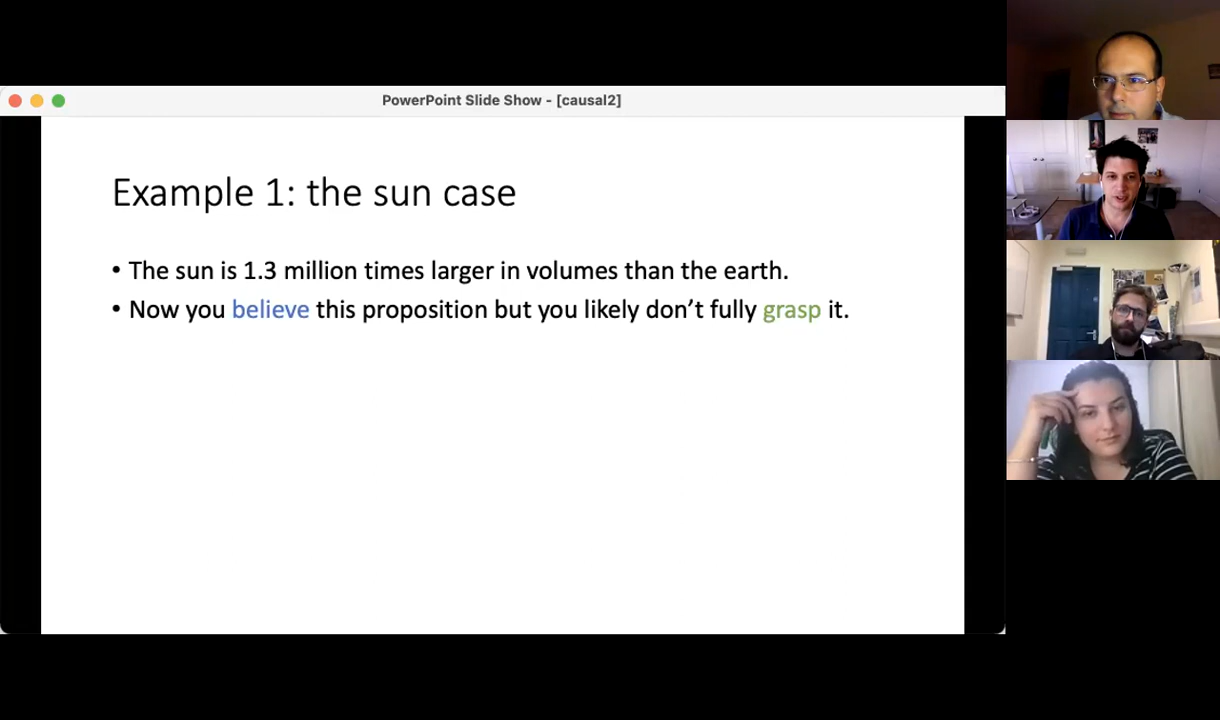 PowerPoint Slide Show - [causal2]
Example 1: the sun case
• The sun is 1.3 million times larger in volumes than the earth.
• Now you believe this proposition but you likely don’t fully grasp it.